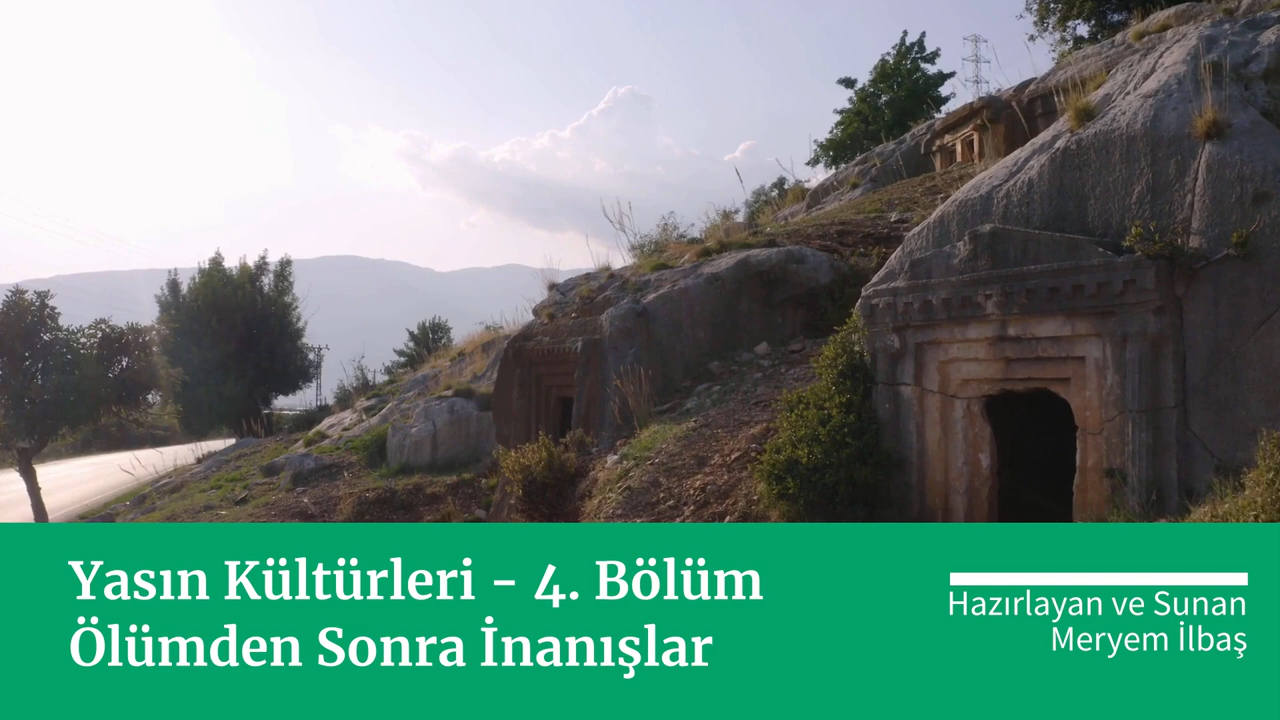 Yasın Kültürleri - 4. Bölüm
Ölümden Sonra İnanışlar
Hazırlayan ve Sunan
Meryem İlbaş